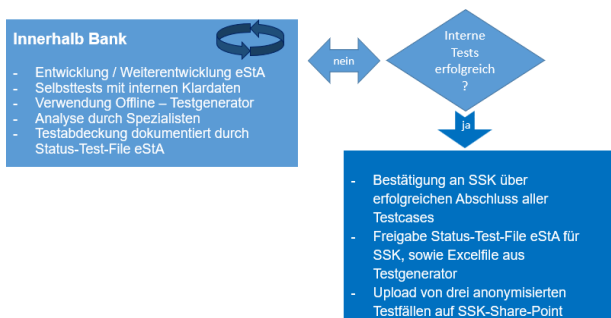 Innerhalb Bank
- Entwicklung / Weiterentwicklung eStA
- Selbsttests mit internen Klardaten
- Verwendung Offline – Testgenerator
- Analyse durch Spezialisten
- Testabdeckung dokumentiert durch
Status-Test-File eStA
nein
Interne
Tests
erfolgreich
?
ja
- Bestätigung an SSK über
erfolgreichen Abschluss aller
Testcases
- Freigabe Status-Test-File eStA für
SSK, sowie Excelfile aus
Testgenerator
- Upload von drei anonymisierten
Testfällen auf SSK-Share-Point